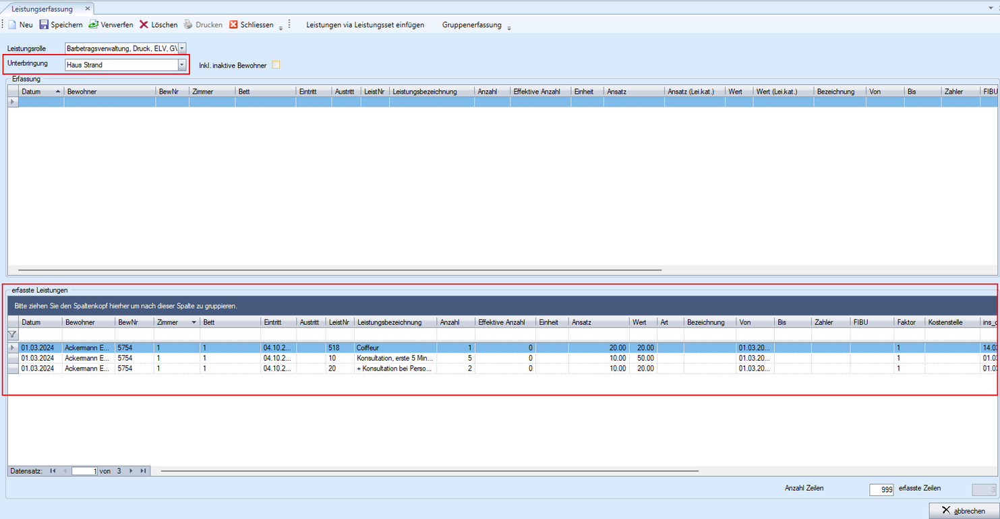 Leistungserfassung
Neu Speichern Verwerfen Löschen Drucken Schliessen Leistungen via Leistungsset einfügen Gruppenerfassung
Leistungsrolle Barbetragsverwaltung, Druck, ELV, G\
Unterbringung Haus Strand Inkl. inaktive Bewohner
Erfassung
Datum Bewohner BewNr Zimmer Bett Eintritt Austritt LeistNr Leistungsbezeichnung Anzahl Effektive Anzahl Einheit Ansatz Ansatz (Lei.kat.) Wert Wert (Lei.kat.) Bezeichnung Von Bis Zahler FIBU
erfasste Leistungen
Bitte ziehen Sie den Spaltenkopf hierher um nach dieser Spalte zu gruppieren.
Datum Bewohner BewNr Zimmer Bett Eintritt Austritt LeistNr Leistungsbezeichnung Anzahl Effektive Anzahl Einheit Ansatz Wert Art Bezeichnung Von Bis Zahler FIBU Faktor Kostenstelle ins_
01.03.2024 Ackermann E... 5754 1 1 04.10.2... 518 Coiffeur 1 0 20.00 20.00 01.03.20... 1 14.03
01.03.2024 Ackermann E... 5754 1 1 04.10.2... 10 Konsultation, erste 5 Min... 5 0 10.00 50.00 01.03.20... 1 01.03
01.03.2024 Ackermann E... 5754 1 1 04.10.2... 20 + Konsultation bei Perso... 2 0 10.00 20.00 01.03.20... 1 01.03
Datensatz: 1 von 3
Anzahl Zeilen 999 erfasste Zeilen 3
abbrechen